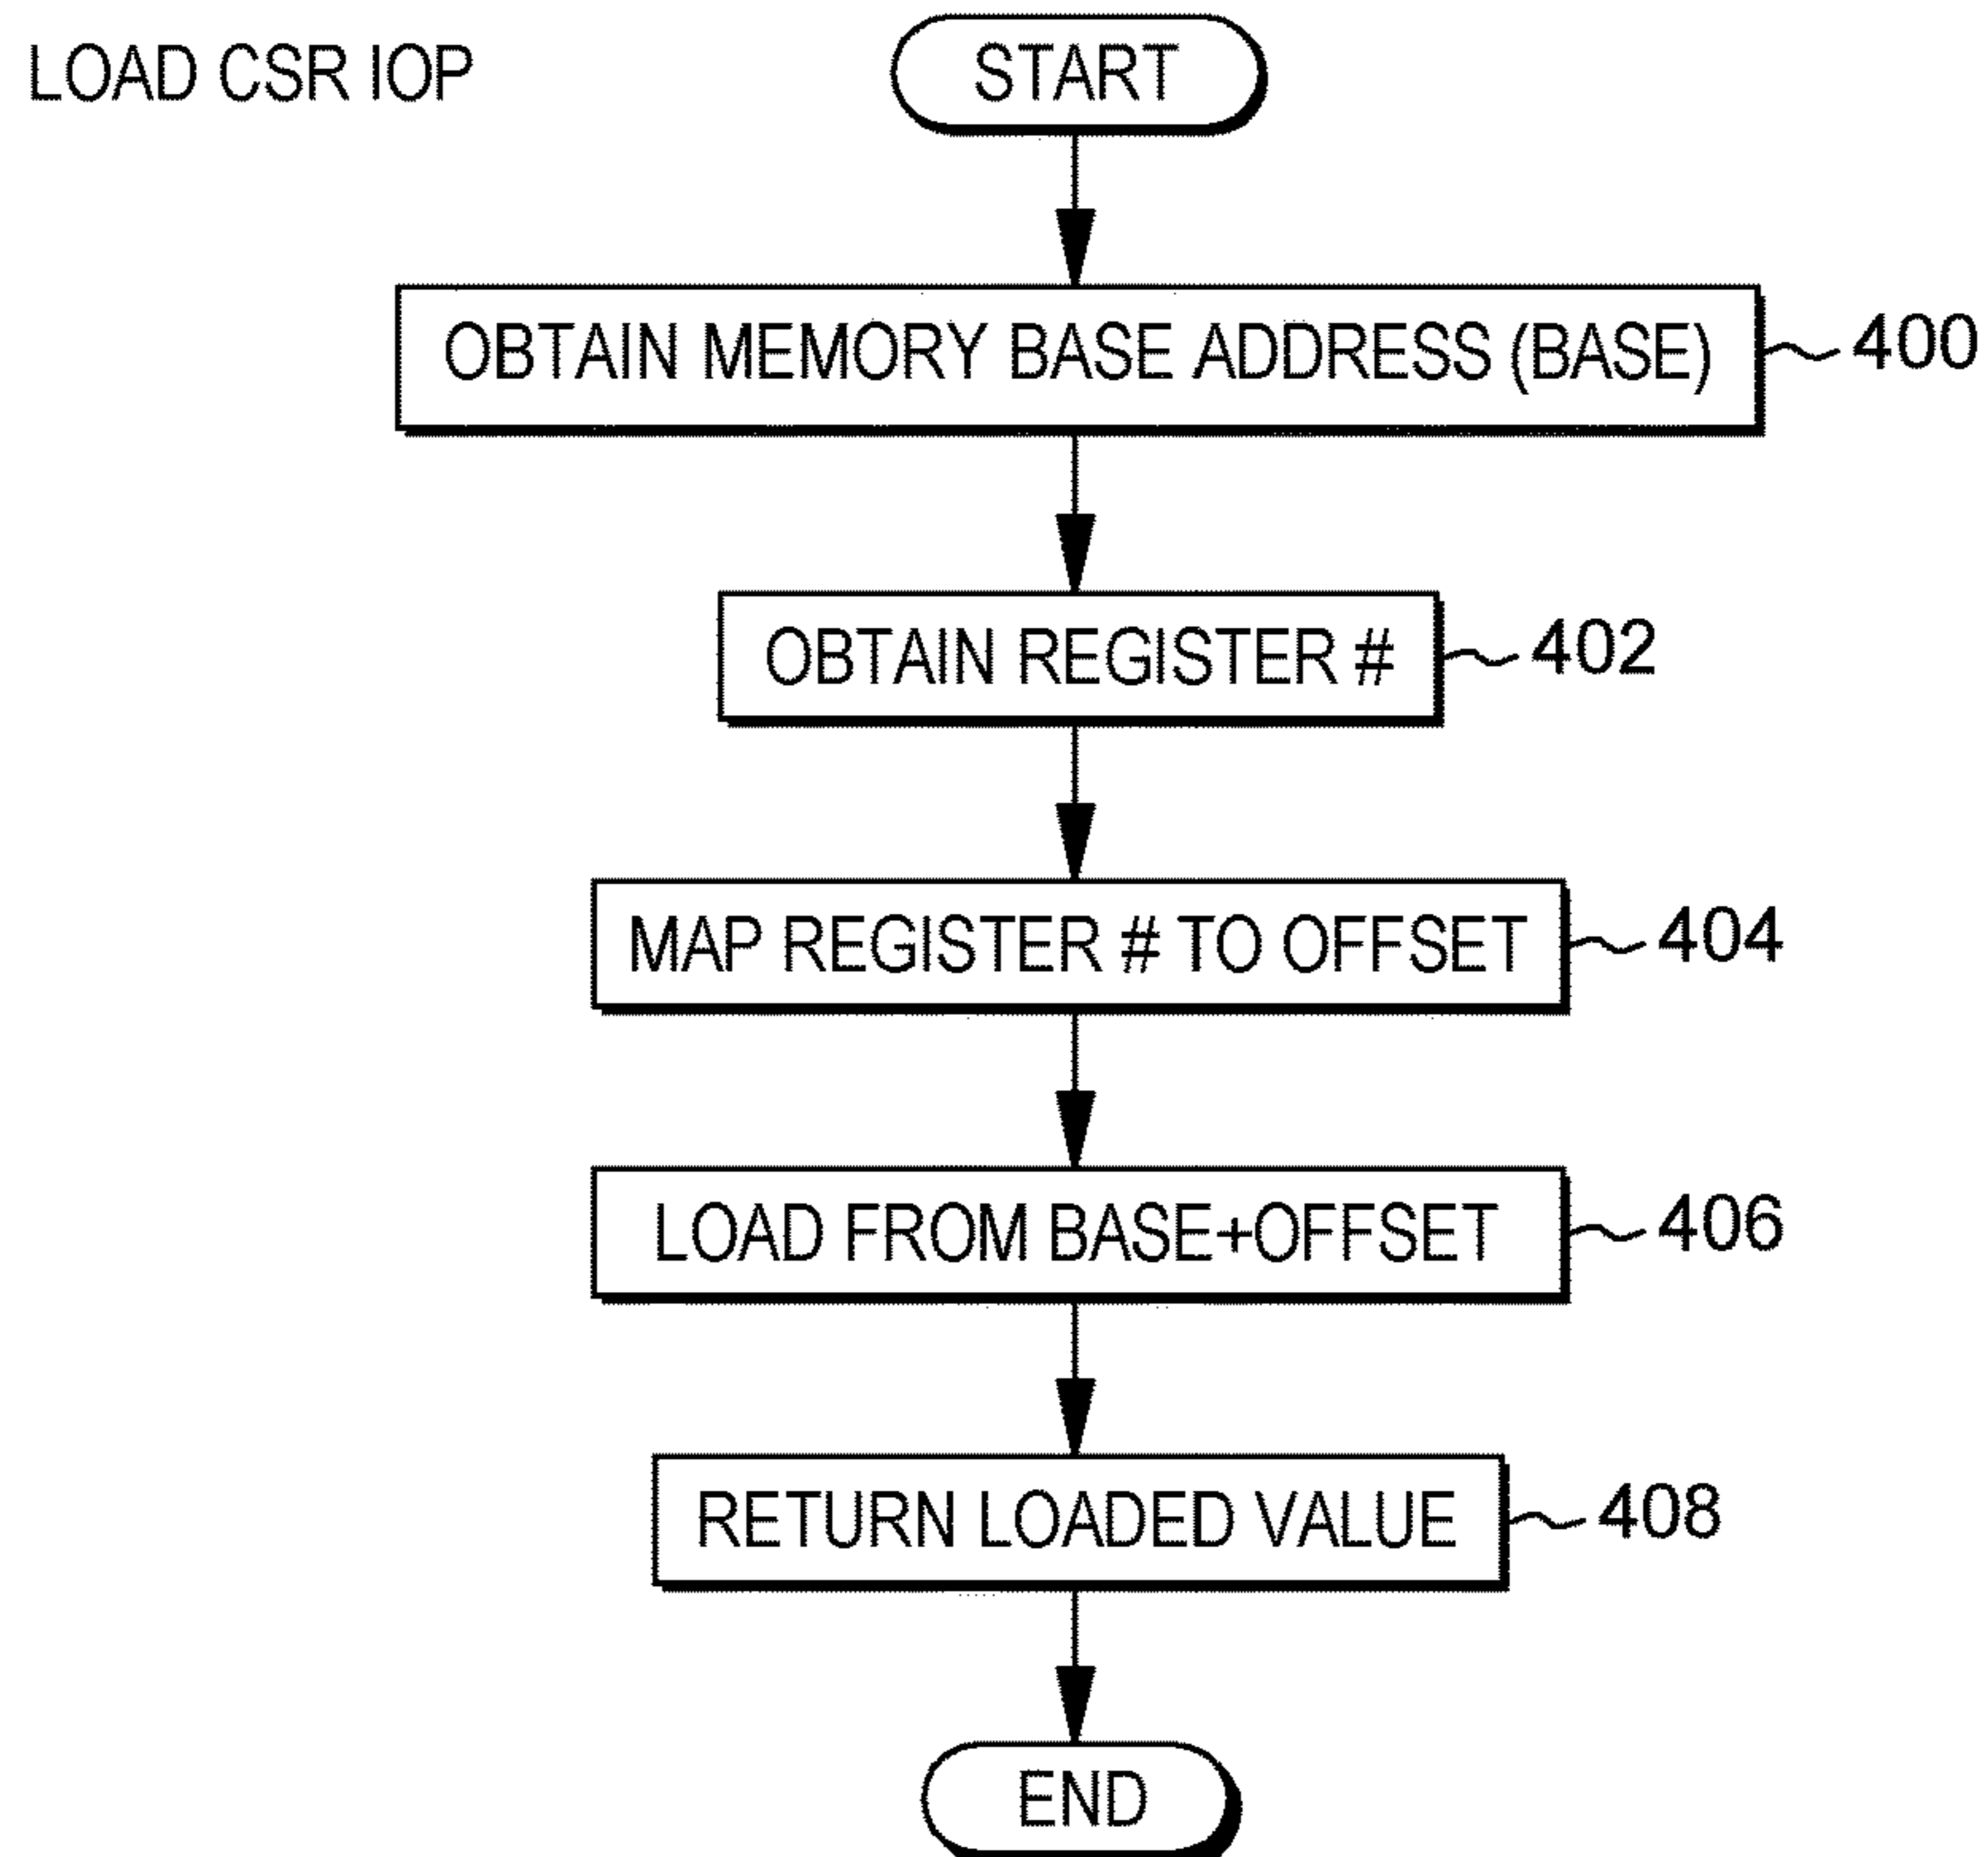 LOAD CSR IOP
START
OBTAIN MEMORY BASE ADDRESS (BASE)
400
OBTAIN REGISTER #
402
MAP REGISTER # TO OFFSET
404
LOAD FROM BASE+OFFSET
406
RETURN LOADED VALUE
408
END